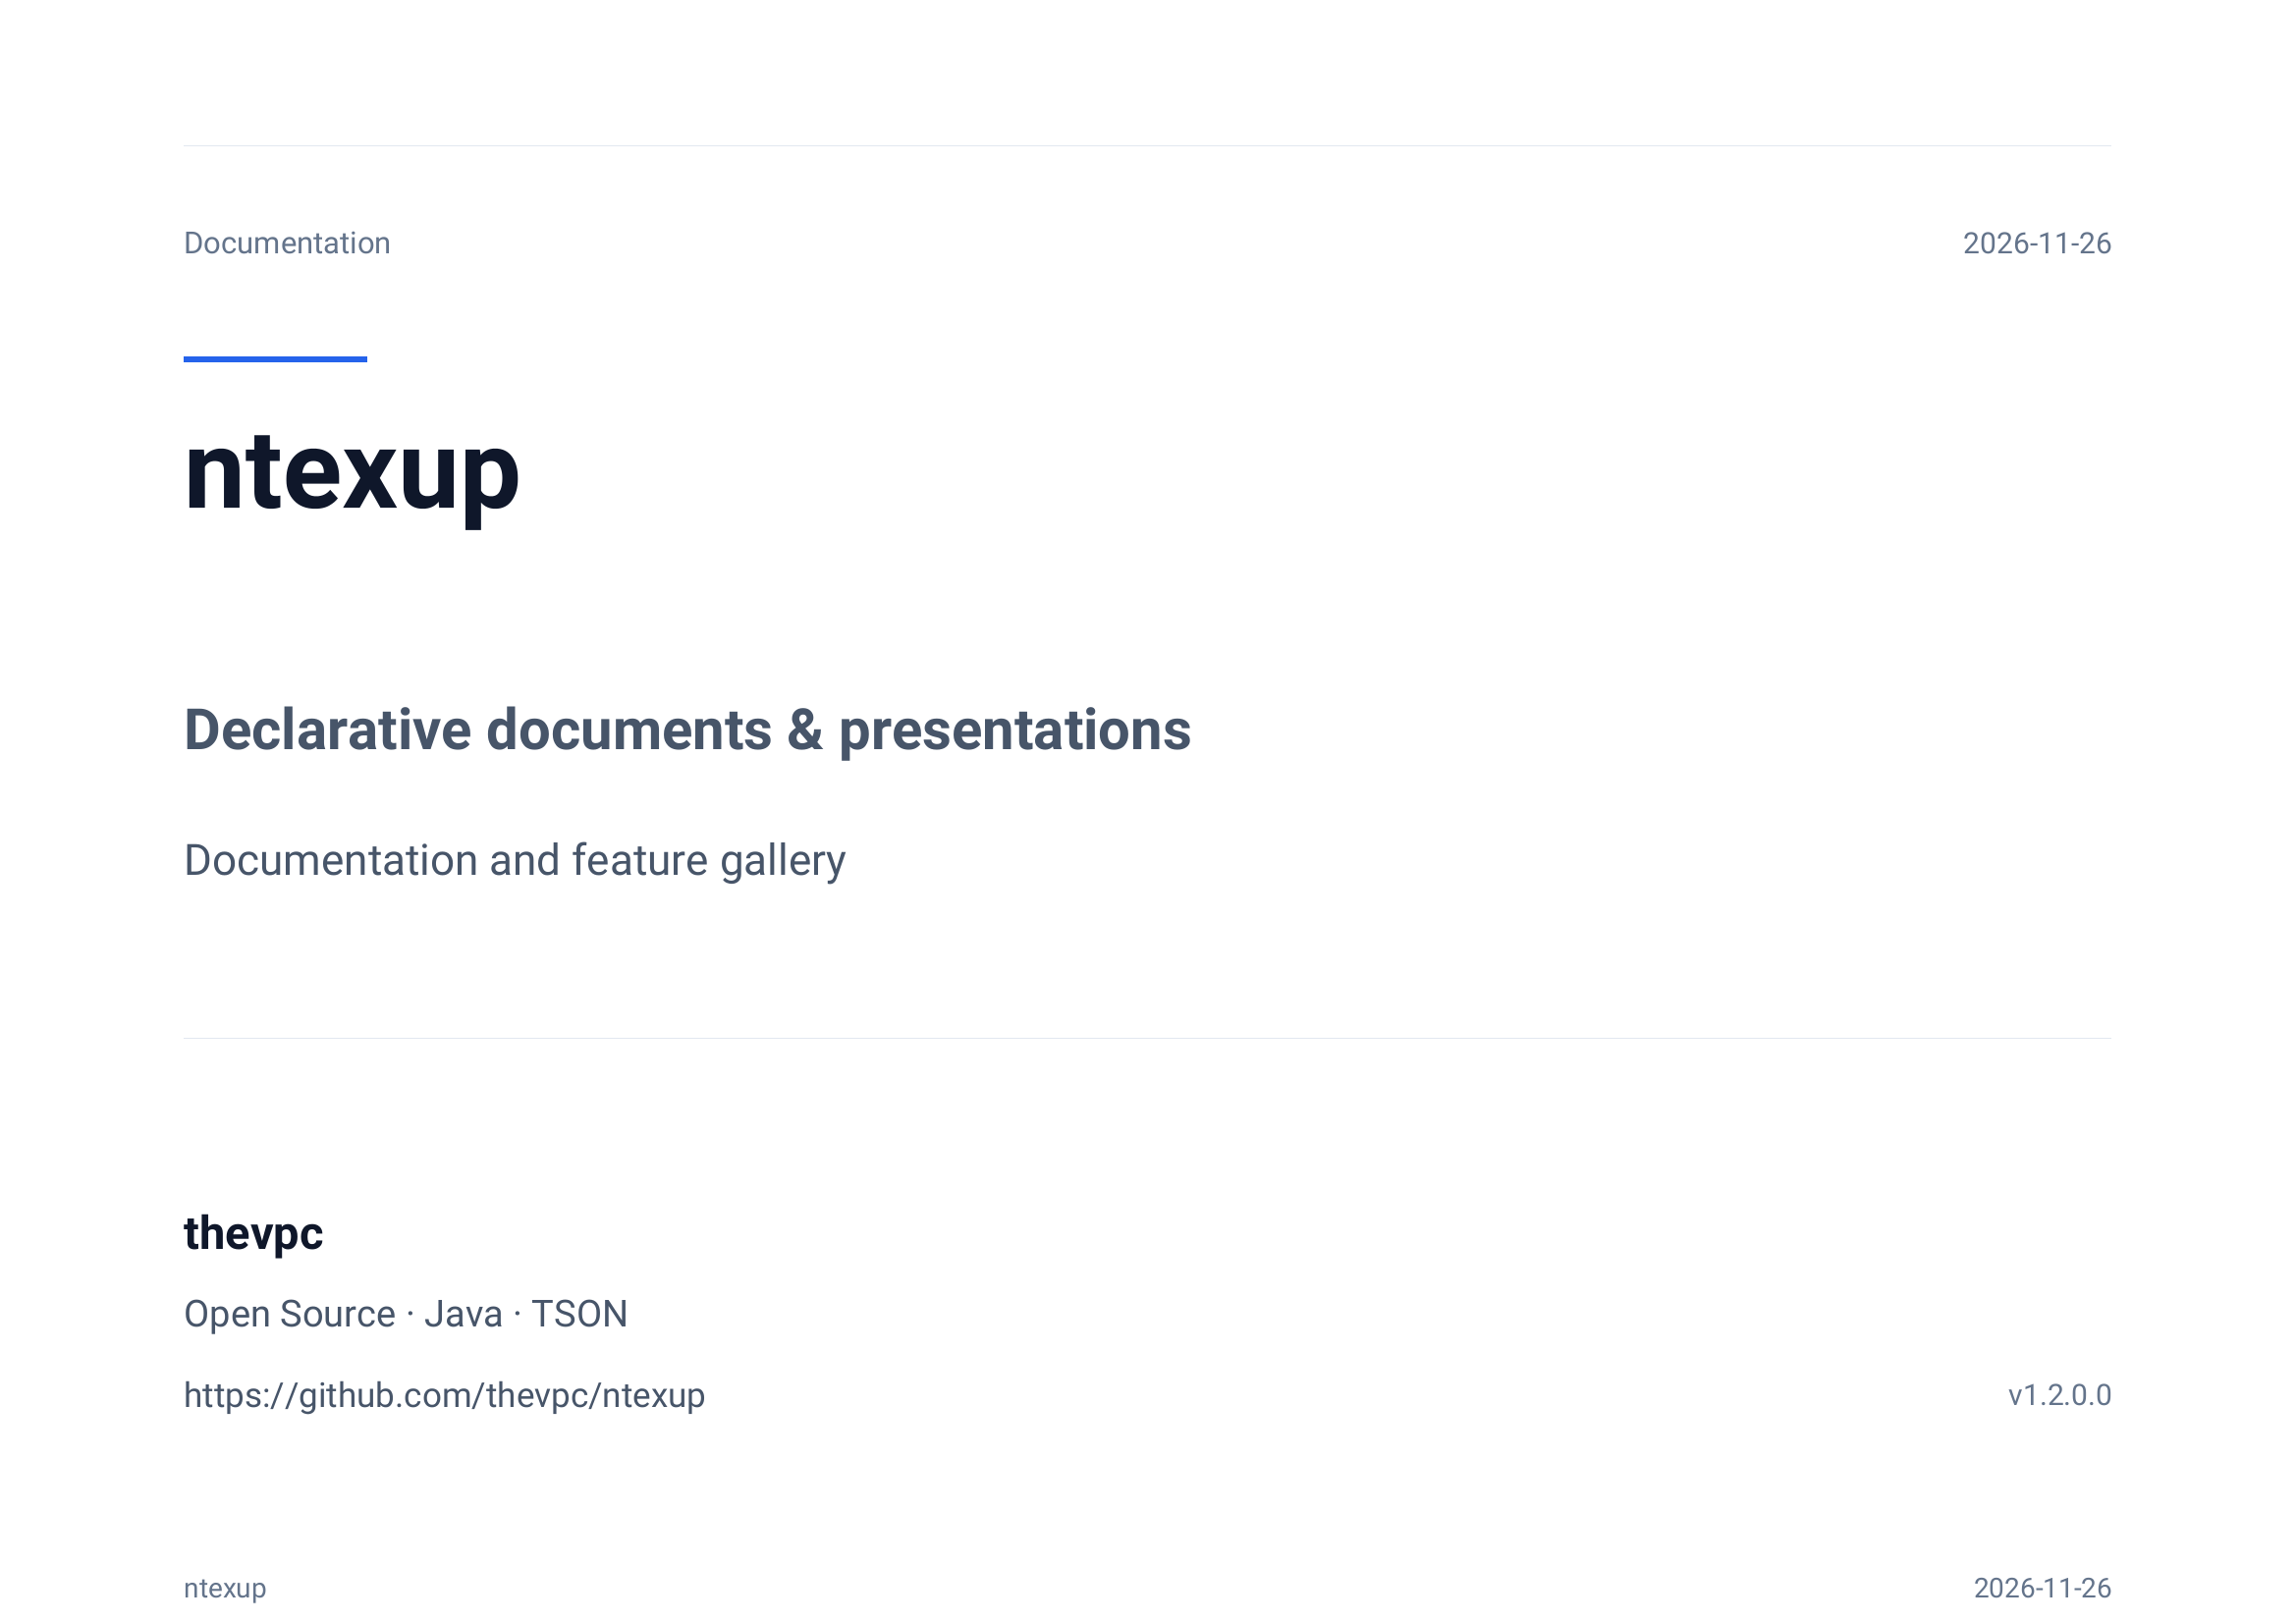 Documentation 2026-11-26
ntexup
Declarative documents & presentations
Documentation and feature gallery
thevpc
Open Source · Java · TSON
https://github.com/thevpc/ntexup v1.2.0.0
ntexup 2026-11-26